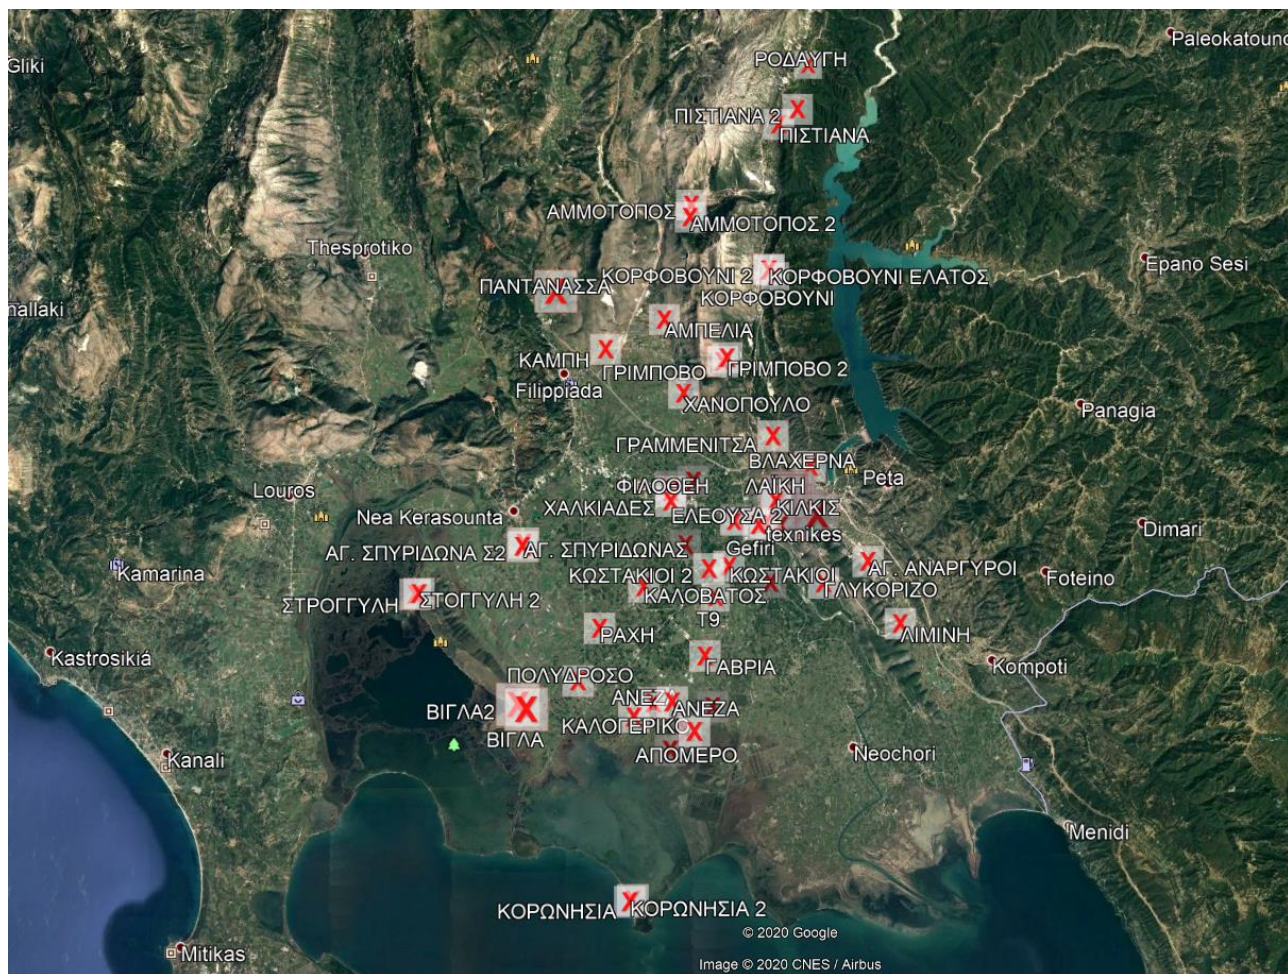 Paleokatouno
Gliki
ΡΟΔΑΥΓΗ
ΠΙΣΤΙΑΝΑ 2
ΠΙΣΤΙΑΝΑ
ΑΜΜΟΤΟΠΟΣ
ΑΜΜΟΤΟΠΟΣ 2
Thesprotiko
Epano Sesi
ΚΟΡΦΟΒΟΥΝΙ 2
ΚΟΡΦΟΒΟΥΝΙ ΕΛΑΤΟΣ
ΠΑΝΤΑΝΑΣΣΑ
ΚΟΡΦΟΒΟΥΝΙ
nallaki
ΑΜΠΕΛΙΑ
ΚΑΜΠΗ
ΓΡΙΜΠΟΒΟ
ΓΡΙΜΠΟΒΟ 2
Filippiada
ΧΑΝΟΠΟΥΛΟ
Panagia
ΓΡΑΜΜΕΝΙΤΣΑ
ΒΛΑΧΕΡΝΑ
Peta
ΦΙΛΟΘΕΗ
ΛΑΪΚΗ
Louros
ΧΑΛΚΙΑΔΕΣ
ΚΙΛΚΙΣ
Nea Kerasounta
ΕΛΕΟΥΣΑ 2
texnikes
Dimari
ΑΓ. ΣΠΥΡΙΔΩΝΑ Σ2
ΑΓ. ΣΠΥΡΙΔΩΝΑΣ
Gefiri
ΑΓ. ΑΝΑΡΓΥΡΟΙ
Kamarina
ΚΩΣΤΑΚΙΟΙ 2
ΚΩΣΤΑΚΙΟΙ
Foteino
ΓΛΥΚΟΡΙΖΟ
ΚΑΛΟΒΑΤΟΣ
ΣΤΡΟΓΓΥΛΗ
ΣΤΟΓΓΥΛΗ 2
Τ9
ΡΑΧΗ
ΛΙΜΙΝΗ
Kastrosikiá
ΓΑΒΡΙΑ
Kompoti
ΠΟΛΥΔΡΟΣΟ
ΑΝΕΖΑ
ΒΙΓΛΑ2
ΚΑΛΟΓΕΡΙΚΟ
ΒΙΓΛΑ
ΑΠΟΜΕΡΟ
Neochori
Kanali
Menidi
ΚΟΡΩΝΗΣΙΑ
ΚΟΡΩΝΗΣΙΑ 2
© 2020 Google
Mitikas
Image © 2020 CNES / Airbus